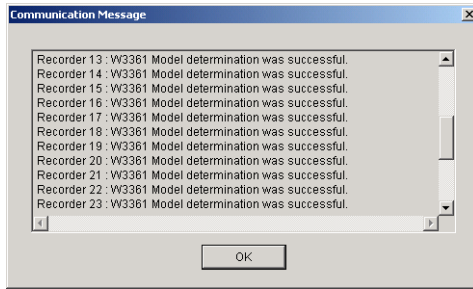 Communication Message
Recorder 13 : W3361 Model determination was successful.
Recorder 14 : W3361 Model determination was successful.
Recorder 15 : W3361 Model determination was successful.
Recorder 16 : W3361 Model determination was successful.
Recorder 17 : W3361 Model determination was successful.
Recorder 18 : W3361 Model determination was successful.
Recorder 19 : W3361 Model determination was successful.
Recorder 20 : W3361 Model determination was successful.
Recorder 21 : W3361 Model determination was successful.
Recorder 22 : W3361 Model determination was successful.
Recorder 23 : W3361 Model determination was successful.
OK